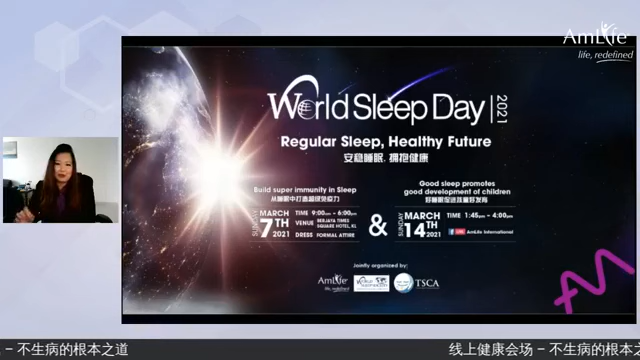 AmLife
life, redefined
World Sleep Day 2021
Regular Sleep, Healthy Future
安稳睡眠, 拥抱健康
Build super immunity in Sleep
从睡眠中打造超级免疫力
SUNDAY MARCH 7TH 2021
TIME 9:00am - 6:00pm
VENUE BERJAYA TIMES SQUARE HOTEL, KL
DRESS FORMAL ATTIRE
&
Good sleep promotes
good development of children
好睡眠促进孩童好发育
SUNDAY MARCH 14TH 2021
TIME 1:45pm - 4:00pm
LIVE AmLife International
Jointly organized by:
AmLife
life, redefined
TSCA
– 不生病的根本之道
线上健康会场 – 不生病的根本之